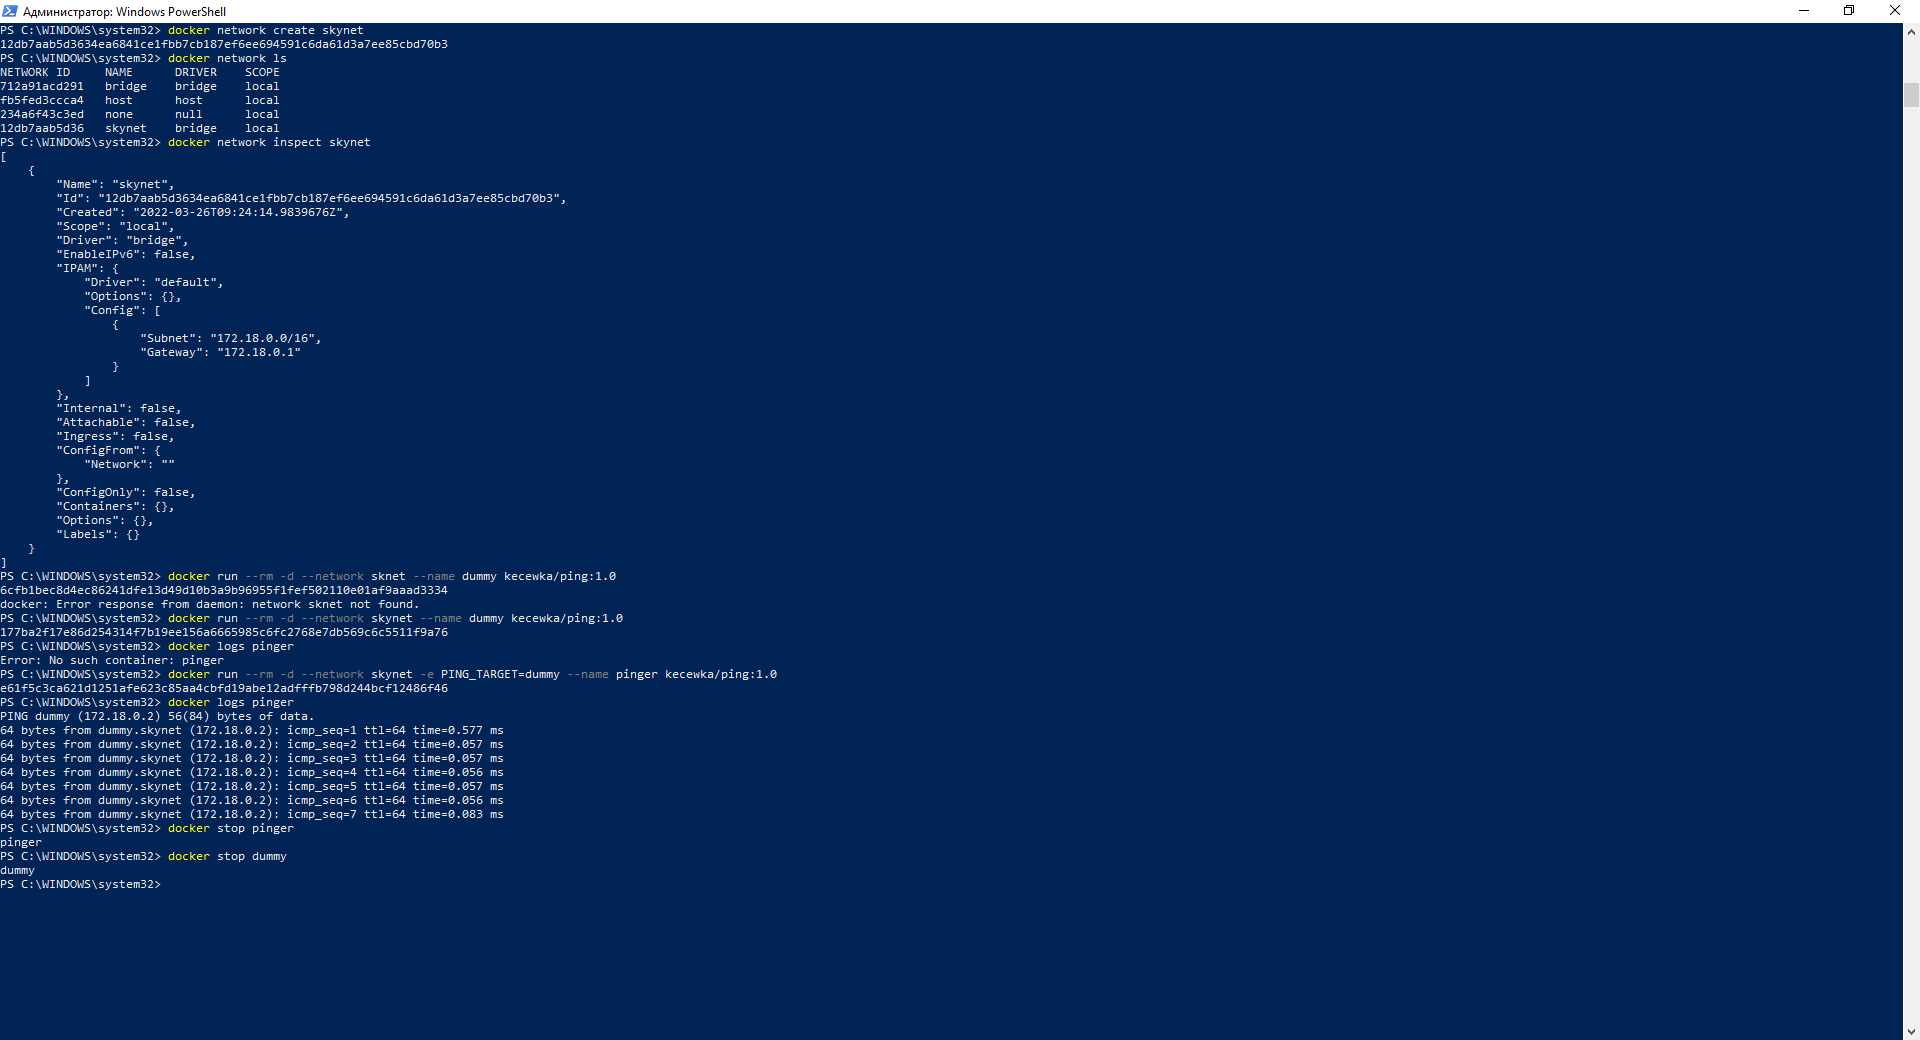 Администратор: Windows PowerShell
PS C:\WINDOWS\system32> docker network create skynet
12db7aab5d3634ea6841ce1fbb7cb187ef6ee694591c6da61d3a7ee85cbd70b3
PS C:\WINDOWS\system32> docker network ls
NETWORK ID     NAME      DRIVER    SCOPE
712a91acd291   bridge    bridge    local
fb5fed3ccca4   host      host      local
234a6f43c3ed   none      null      local
12db7aab5d36   skynet    bridge    local
PS C:\WINDOWS\system32> docker network inspect skynet
[
    {
        "Name": "skynet",
        "Id": "12db7aab5d3634ea6841ce1fbb7cb187ef6ee694591c6da61d3a7ee85cbd70b3",
        "Created": "2022-03-26T09:24:14.9839676Z",
        "Scope": "local",
        "Driver": "bridge",
        "EnableIPv6": false,
        "IPAM": {
            "Driver": "default",
            "Options": {},
            "Config": [
                {
                    "Subnet": "172.18.0.0/16",
                    "Gateway": "172.18.0.1"
                }
            ]
        },
        "Internal": false,
        "Attachable": false,
        "Ingress": false,
        "ConfigFrom": {
            "Network": ""
        },
        "ConfigOnly": false,
        "Containers": {},
        "Options": {},
        "Labels": {}
    }
]
PS C:\WINDOWS\system32> docker run --rm -d --network sknet --name dummy kecewka/ping:1.0
6cfb1bec8d4ec86241dfe13d49d10b3a9b96955f1fef502110e01af9aaad3334
docker: Error response from daemon: network sknet not found.
PS C:\WINDOWS\system32> docker run --rm -d --network skynet --name dummy kecewka/ping:1.0
177ba2f17e86d254314f7b19ee156a6665985c6fc2768e7db569c6c5511f9a76
PS C:\WINDOWS\system32> docker logs pinger
Error: No such container: pinger
PS C:\WINDOWS\system32> docker run --rm -d --network skynet -e PING_TARGET=dummy --name pinger kecewka/ping:1.0
e61f5c3ca621d1251afe623c85aa4cbfd19abe12adfffb798d244bcf12486f46
PS C:\WINDOWS\system32> docker logs pinger
PING dummy (172.18.0.2) 56(84) bytes of data.
64 bytes from dummy.skynet (172.18.0.2): icmp_seq=1 ttl=64 time=0.577 ms
64 bytes from dummy.skynet (172.18.0.2): icmp_seq=2 ttl=64 time=0.057 ms
64 bytes from dummy.skynet (172.18.0.2): icmp_seq=3 ttl=64 time=0.057 ms
64 bytes from dummy.skynet (172.18.0.2): icmp_seq=4 ttl=64 time=0.056 ms
64 bytes from dummy.skynet (172.18.0.2): icmp_seq=5 ttl=64 time=0.057 ms
64 bytes from dummy.skynet (172.18.0.2): icmp_seq=6 ttl=64 time=0.056 ms
64 bytes from dummy.skynet (172.18.0.2): icmp_seq=7 ttl=64 time=0.083 ms
PS C:\WINDOWS\system32> docker stop pinger
pinger
PS C:\WINDOWS\system32> docker stop dummy
dummy
PS C:\WINDOWS\system32>